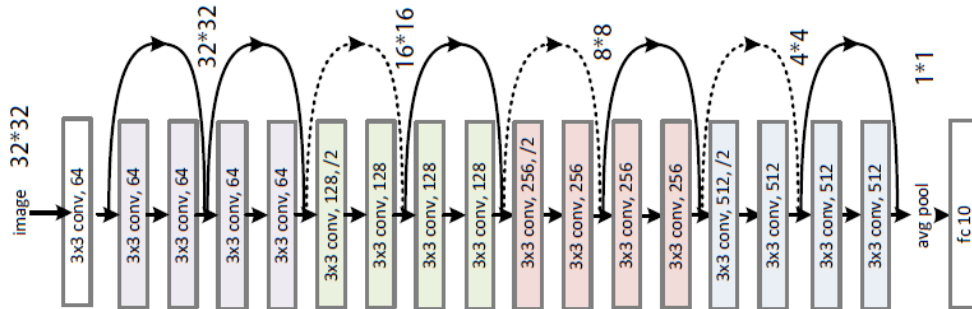 image
32*32
3x3 conv, 64
3x3 conv, 64
3x3 conv, 64
32*32
3x3 conv, 64
3x3 conv, 64
3x3 conv, 128, /2
3x3 conv, 128
16*16
3x3 conv, 128
3x3 conv, 128
3x3 conv, 256, /2
3x3 conv, 256
8*8
3x3 conv, 256
3x3 conv, 256
3x3 conv, 512, /2
3x3 conv, 512
4*4
3x3 conv, 512
3x3 conv, 512
avg pool
1*1
fc 10